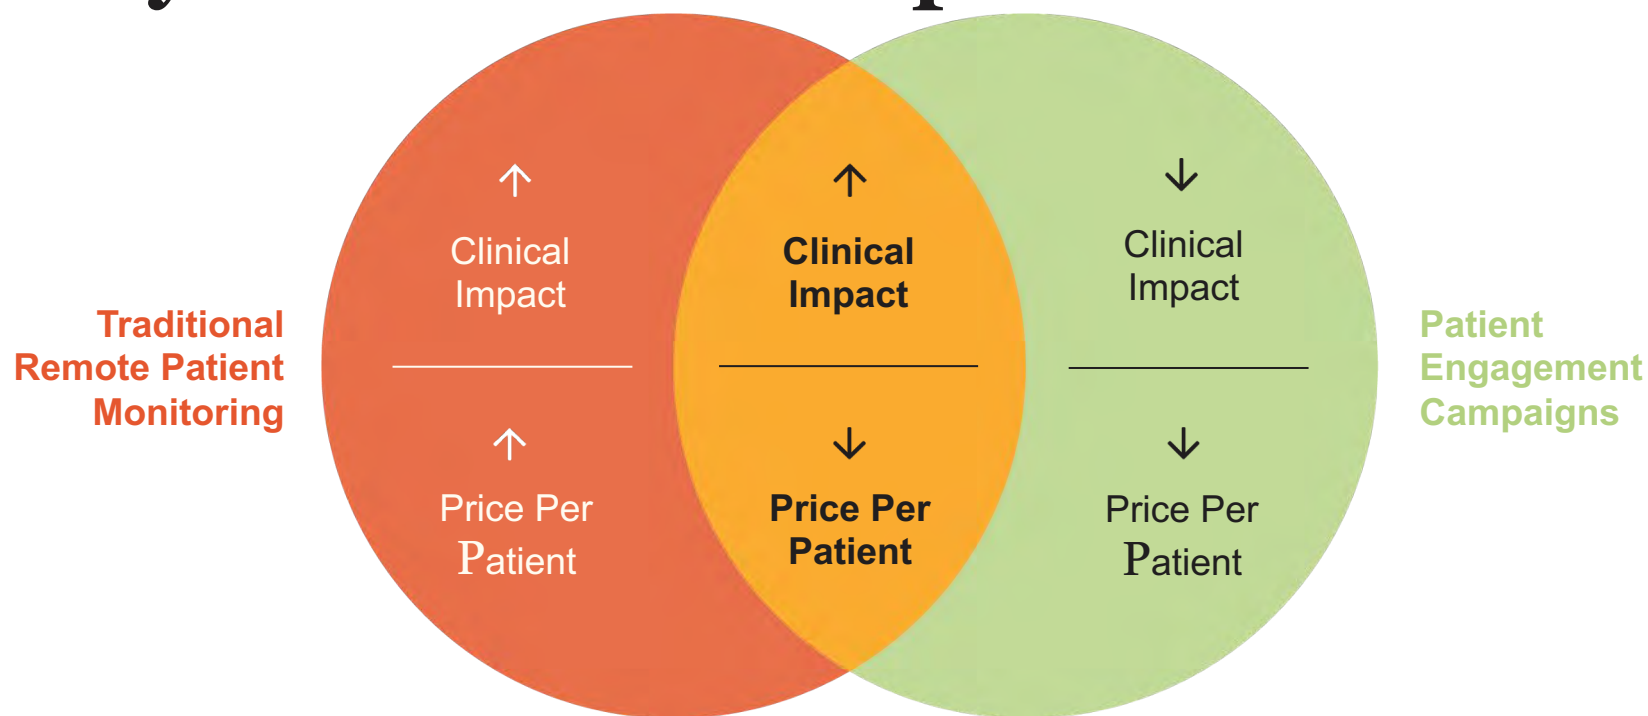 Traditional
Remote Patient
Monitoring
↑
Clinical
Impact
↑
Price Per
Patient
↑
Clinical
Impact
↓
Price Per
Patient
↓
Clinical
Impact
↓
Price Per
Patient
Patient
Engagement
Campaigns